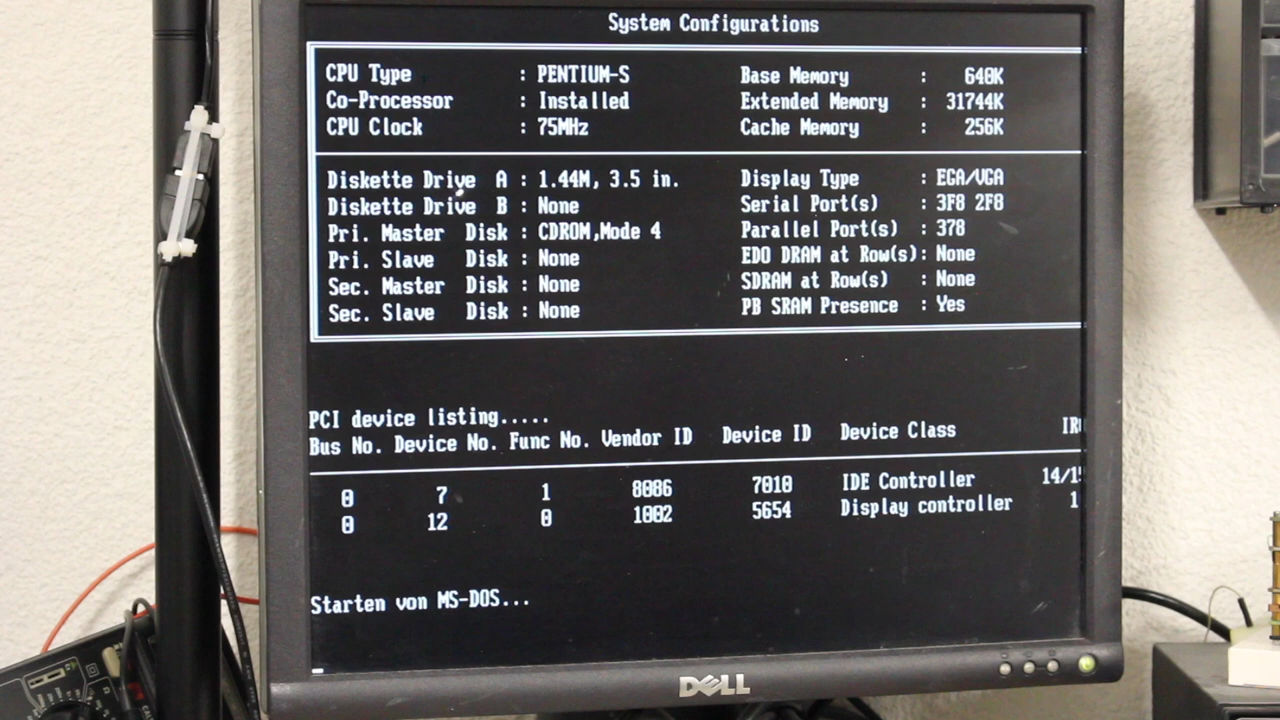 System Configurations
CPU Type : PENTIUM-S Base Memory : 640K
Co-Processor : Installed Extended Memory : 31744K
CPU Clock : 75MHz Cache Memory : 256K
Diskette Drive A : 1.44M, 3.5 in. Display Type : EGA/VGA
Diskette Drive B : None Serial Port(s) : 3F8 2F8
Pri. Master Disk : CDROM,Mode 4 Parallel Port(s) : 378
Pri. Slave Disk : None EDO DRAM at Row(s): None
Sec. Master Disk : None SDRAM at Row(s) : None
Sec. Slave Disk : None PB SRAM Presence : Yes
PCI device listing.....
Bus No. Device No. Func No. Vendor ID Device ID Device Class
0 7 1 8086 7010 IDE Controller 14/1
0 12 0 1002 5654 Display controller 1
Starten von MS-DOS...
DELL